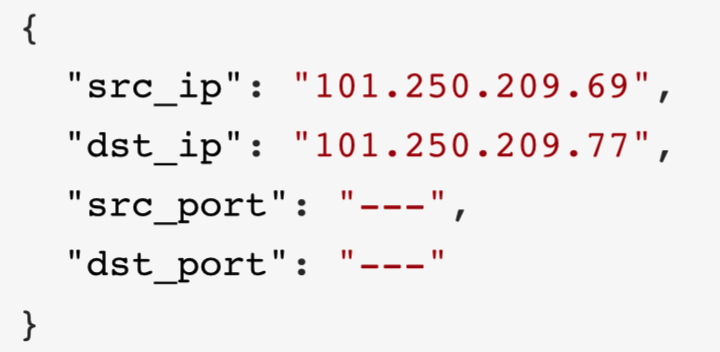 {
"src_ip": "101.250.209.69",
"dst_ip": "101.250.209.77",
"src_port": "---",
"dst_port": "---"
}